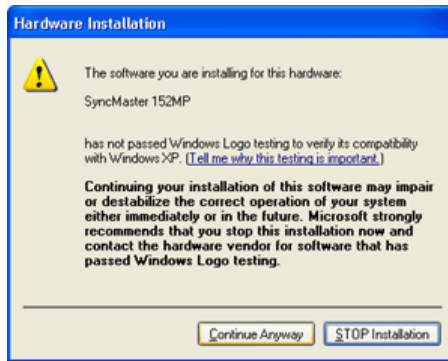 Hardware Installation
The software you are installing for this hardware:
SyncMaster 152MP
has not passed Windows Logo testing to verify its compatibility
with Windows XP. (Tell me why this testing is important.)
Continuing your installation of this software may impair
or destabilize the correct operation of your system
either immediately or in the future. Microsoft strongly
recommends that you stop this installation now and
contact the hardware vendor for software that has
passed Windows Logo testing.
Continue Anyway STOP Installation